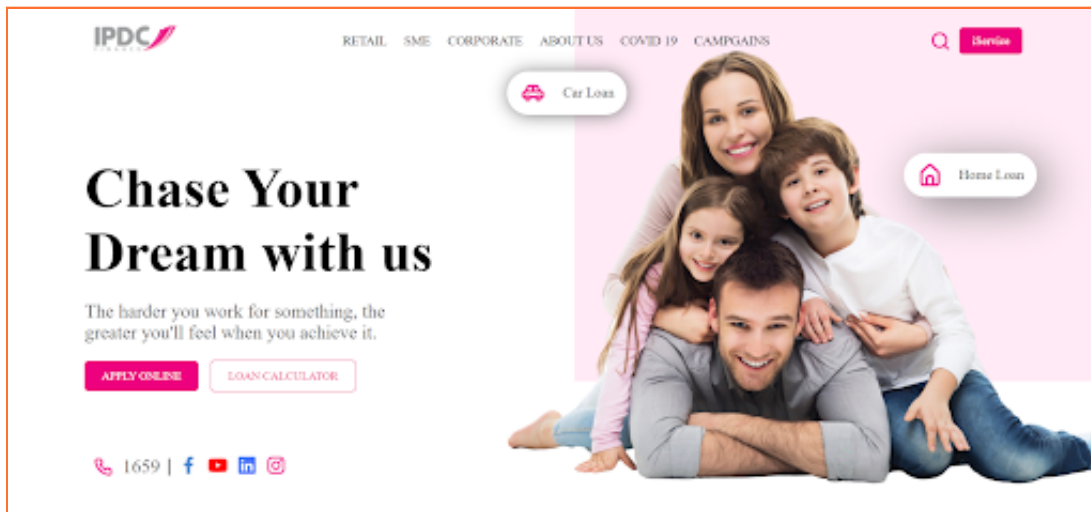 IPDC
FINANCE
RETAIL SME CORPORATE ABOUT US COVID 19 CAMPGAINS
iService
Car Loan
Home Loan
Chase Your
Dream with us
The harder you work for something, the
greater you'll feel when you achieve it.
APPLY ONLINE LOAN CALCULATOR
1659 |